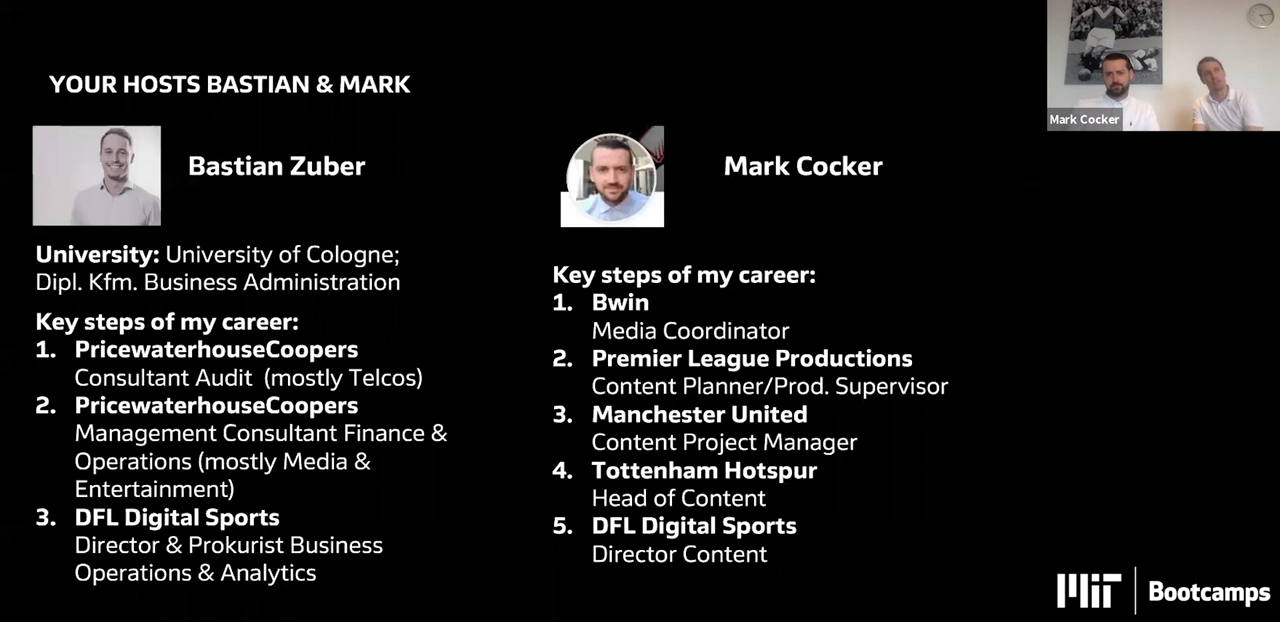 YOUR HOSTS BASTIAN & MARK
Bastian Zuber
University: University of Cologne;
Dipl. Kfm. Business Administration
Key steps of my career:
1. PricewaterhouseCoopers
Consultant Audit (mostly Telcos)
2. PricewaterhouseCoopers
Management Consultant Finance &
Operations (mostly Media &
Entertainment)
3. DFL Digital Sports
Director & Prokurist Business
Operations & Analytics
Mark Cocker
Key steps of my career:
1. Bwin
Media Coordinator
2. Premier League Productions
Content Planner/Prod. Supervisor
3. Manchester United
Content Project Manager
4. Tottenham Hotspur
Head of Content
5. DFL Digital Sports
Director Content
Mark Cocker
MIT Bootcamps